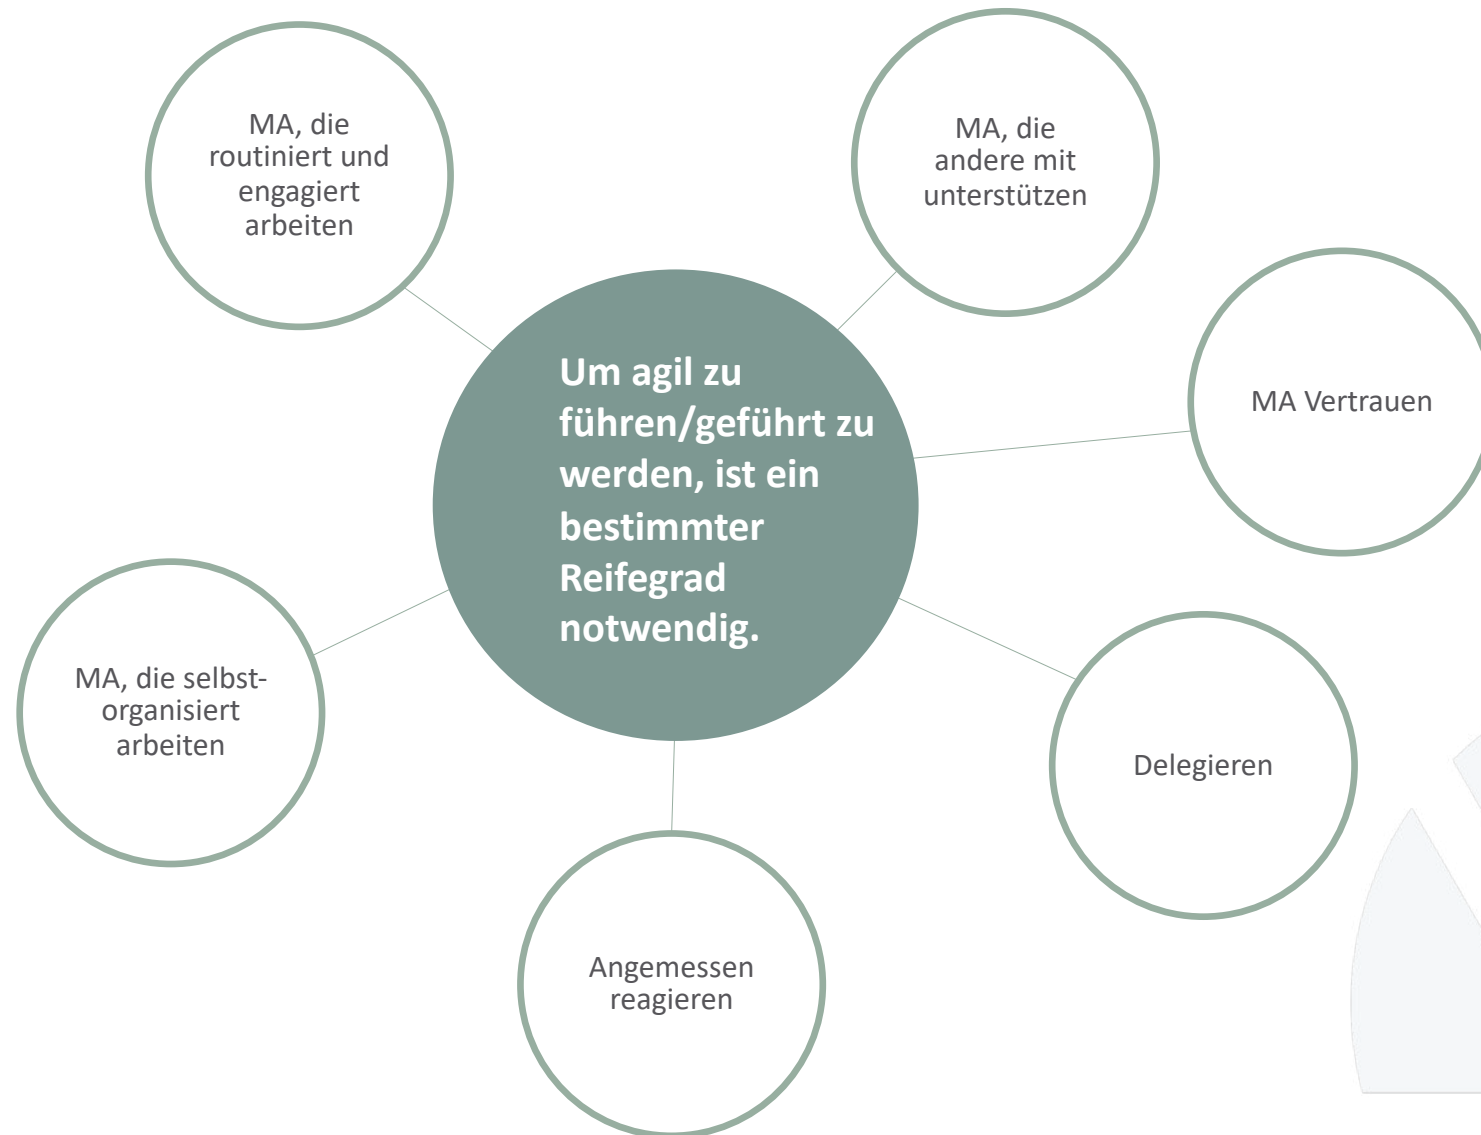 MA, die
routiniert und
engagiert
arbeiten
MA, die
andere mit
unterstützen
MA Vertrauen
Um agil zu
führen/geführt zu
werden, ist ein
bestimmter
Reifegrad
notwendig.
MA, die selbst-
organisiert
arbeiten
Delegieren
Angemessen
reagieren